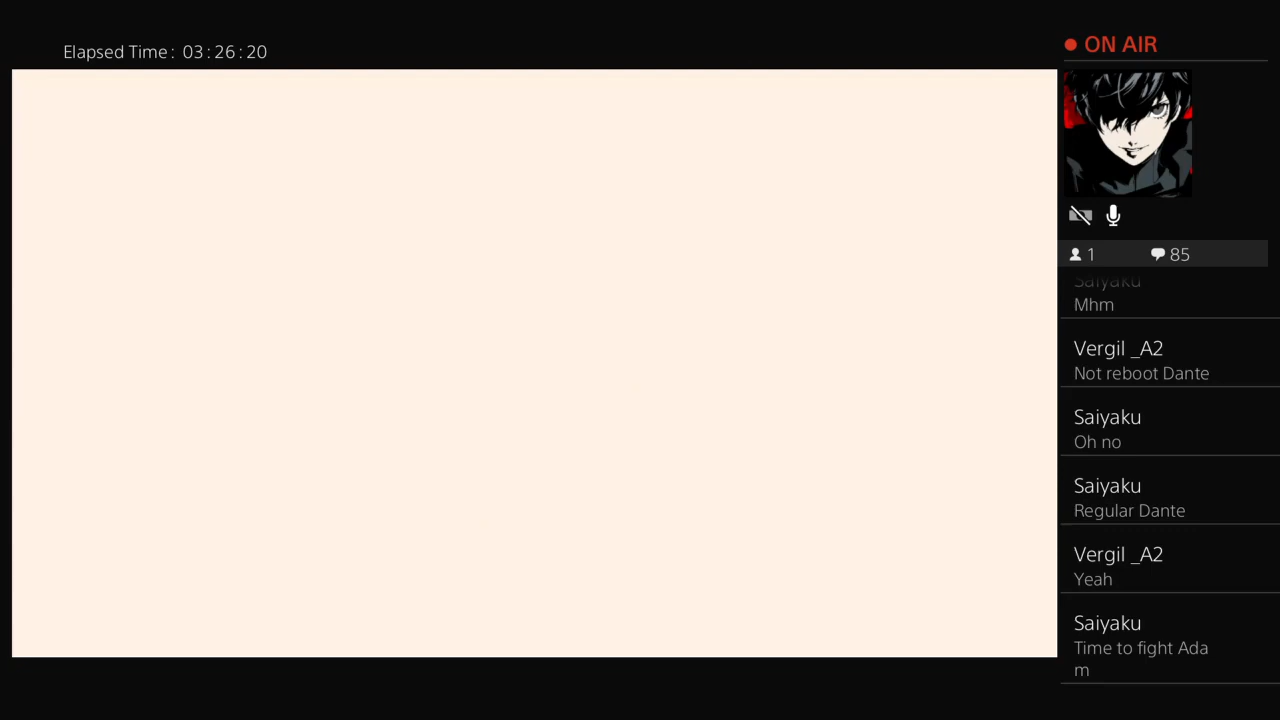 Elapsed Time: 03:26:20
ON AIR
1
85
Saiyaku
Mhm
Vergil _A2
Not reboot Dante
Saiyaku
Oh no
Saiyaku
Regular Dante
Vergil _A2
Yeah
Saiyaku
Time to fight Ada
m